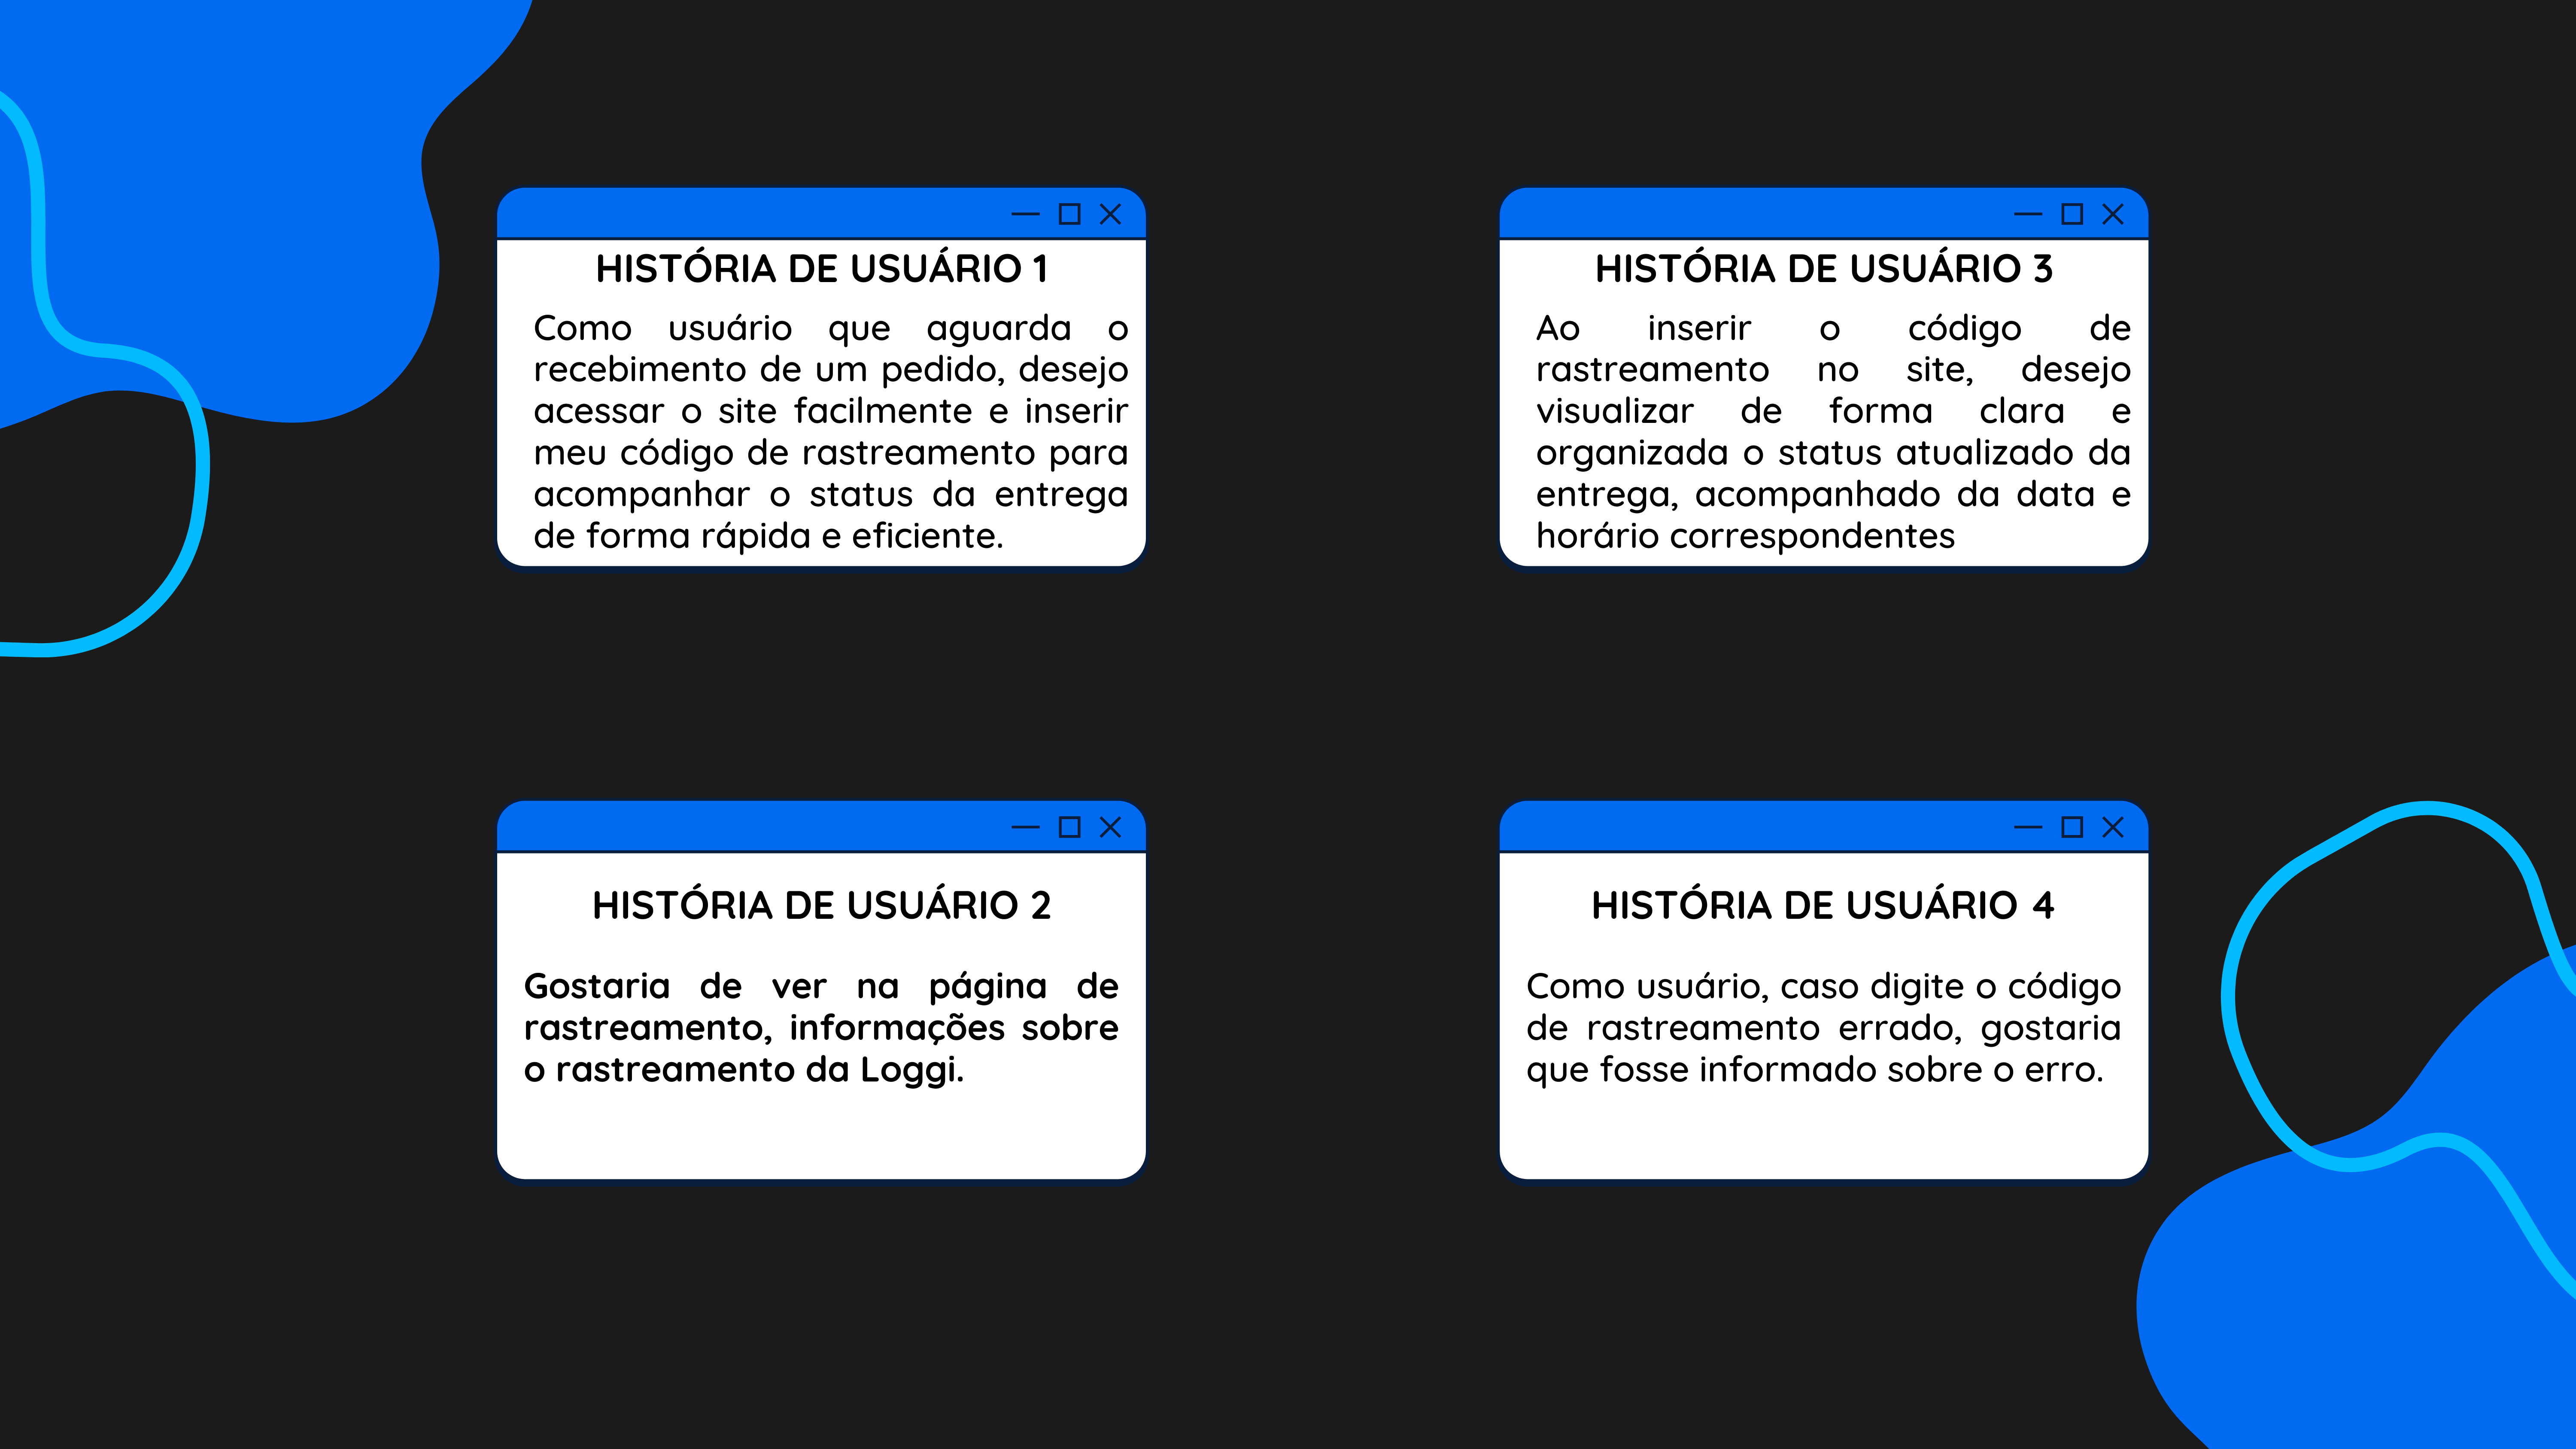 HISTÓRIA DE USUÁRIO 1
Como usuário que aguarda o
recebimento de um pedido, desejo
acessar o site facilmente e inserir
meu código de rastreamento para
acompanhar o status da entrega
de forma rápida e eficiente.
HISTÓRIA DE USUÁRIO 3
Ao inserir o código de
rastreamento no site, desejo
visualizar de forma clara e
organizada o status atualizado da
entrega, acompanhado da data e
horário correspondentes
HISTÓRIA DE USUÁRIO 2
Gostaria de ver na página de
rastreamento, informações sobre
o rastreamento da Loggi.
HISTÓRIA DE USUÁRIO 4
Como usuário, caso digite o código
de rastreamento errado, gostaria
que fosse informado sobre o erro.